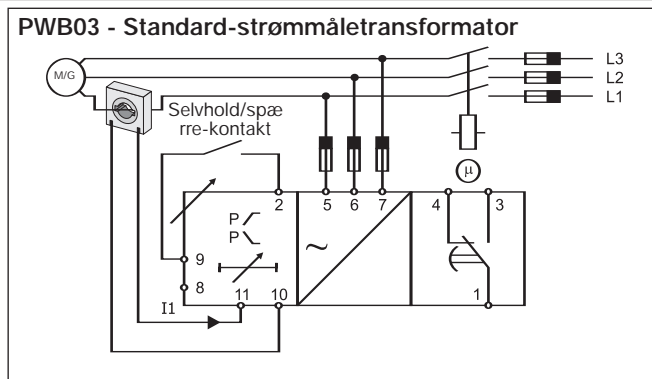 PWB03 - Standard-strømmåletransformator
L3
M/G
L2
L1
Selvhold/spæ
rre-kontakt
µ
2
5
6
7
4
3
P
P
~
9
8
1
I1
11
10